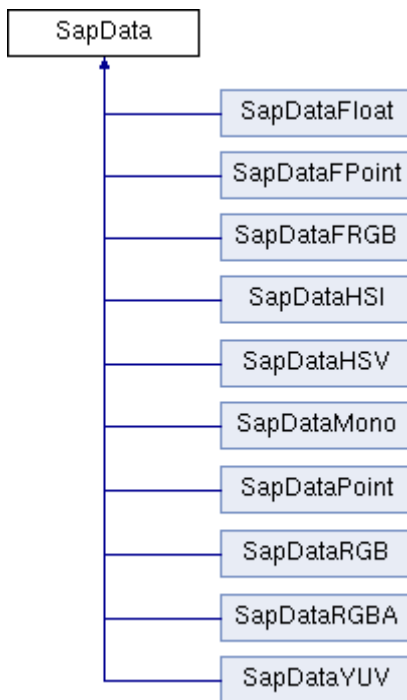 SapData
SapDataFloat
SapDataFPoint
SapDataFRGB
SapDataHSI
SapDataHSV
SapDataMono
SapDataPoint
SapDataRGB
SapDataRGBA
SapDataYUV